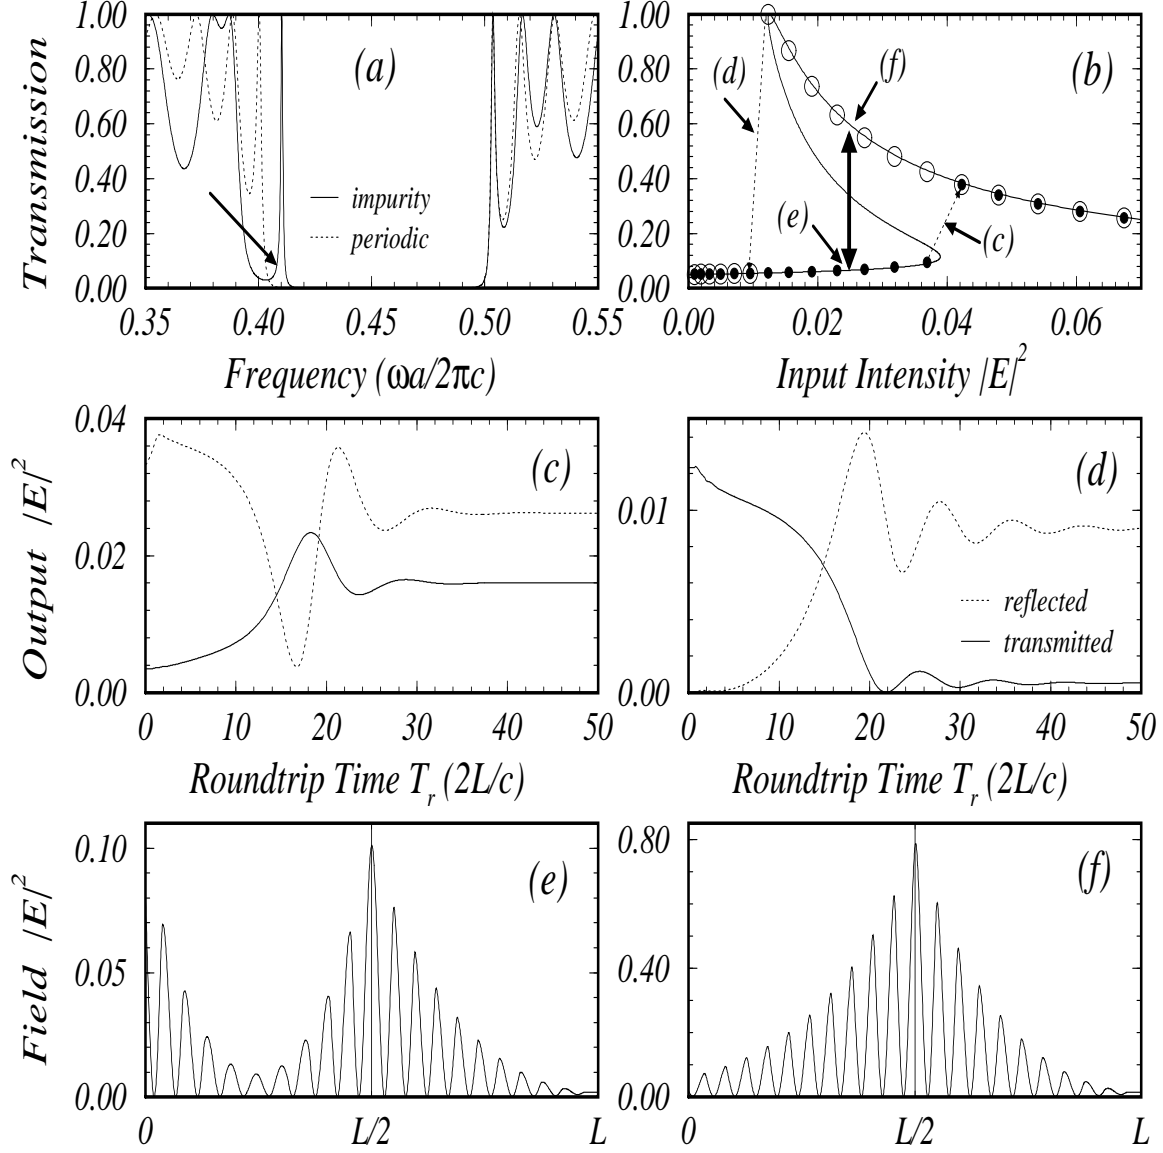 1.00
0.80
0.60
0.40
0.20
0.00
Transmission
(a)
impurity
periodic
0.35
0.40
0.45
0.50
0.55
Frequency (ωa/2πc)
1.00
0.80
0.60
0.40
0.20
0.00
(b)
(d)
(f)
(e)
(c)
0.00
0.02
0.04
0.06
Input Intensity |E|²
0.04
0.02
0.00
Output |E|²
(c)
0
10
20
30
40
50
Roundtrip Time Tᵣ (2L/c)
0.01
0.00
(d)
reflected
transmitted
0
10
20
30
40
50
Roundtrip Time Tᵣ (2L/c)
0.10
0.05
0.00
Field |E|²
(e)
0
L/2
L
0.80
0.40
0.00
(f)
0
L/2
L